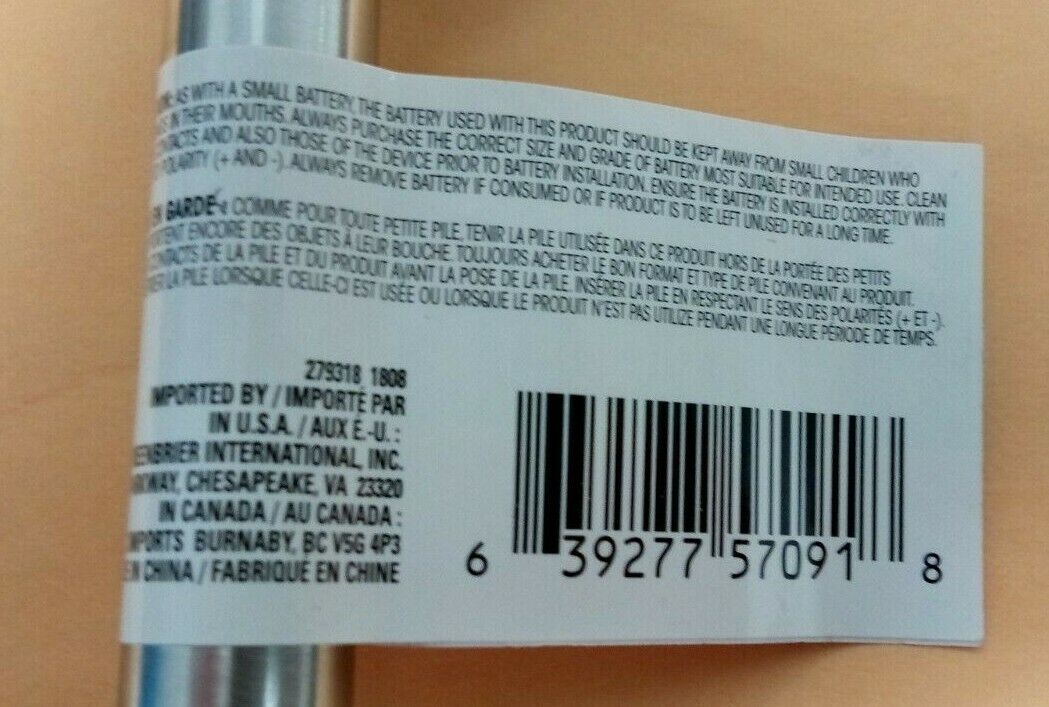 AS WITH A SMALL BATTERY, THE BATTERY USED WITH THIS PRODUCT SHOULD BE KEPT AWAY FROM SMALL CHILDREN WHO
IN THEIR MOUTHS. ALWAYS PURCHASE THE CORRECT SIZE AND GRADE OF BATTERY MOST SUITABLE FOR INTENDED USE. CLEAN
AND ALSO THOSE OF THE DEVICE PRIOR TO BATTERY INSTALLATION. ENSURE THE BATTERY IS INSTALLED CORRECTLY WITH
POLARITY (+ AND -). ALWAYS REMOVE BATTERY IF CONSUMED OR IF PRODUCT IS TO BE LEFT UNUSED FOR A LONG TIME.
EN GARDE : COMME POUR TOUTE PETITE PILE, TENIR LA PILE UTILISÉE DANS CE PRODUIT HORS DE LA PORTÉE DES PETITS
ENCORE DES OBJETS À LEUR BOUCHE. TOUJOURS ACHETER LE BON FORMAT ET TYPE DE PILE CONVENANT AU PRODUIT.
CONTACTS DE LA PILE ET DU PRODUIT AVANT LA POSE DE LA PILE. INSÉRER LA PILE EN RESPECTANT LE SENS DES POLARITÉS (+ ET -).
LA PILE LORSQUE CELLE-CI EST USÉE OU LORSQUE LE PRODUIT N'EST PAS UTILIZE PENDANT UNE LONGUE PÉRIODE DE TEMPS.
279318 1808
IMPORTED BY / IMPORTÉ PAR
IN U.S.A. / AUX É.-U. :
ENBRIER INTERNATIONAL, INC.
KWAY, CHESAPEAKE, VA 23320
IN CANADA / AU CANADA :
MPORTS BURNABY, BC V5G 4P3
N CHINA / FABRIQUE EN CHINE
6 39277 57091 8